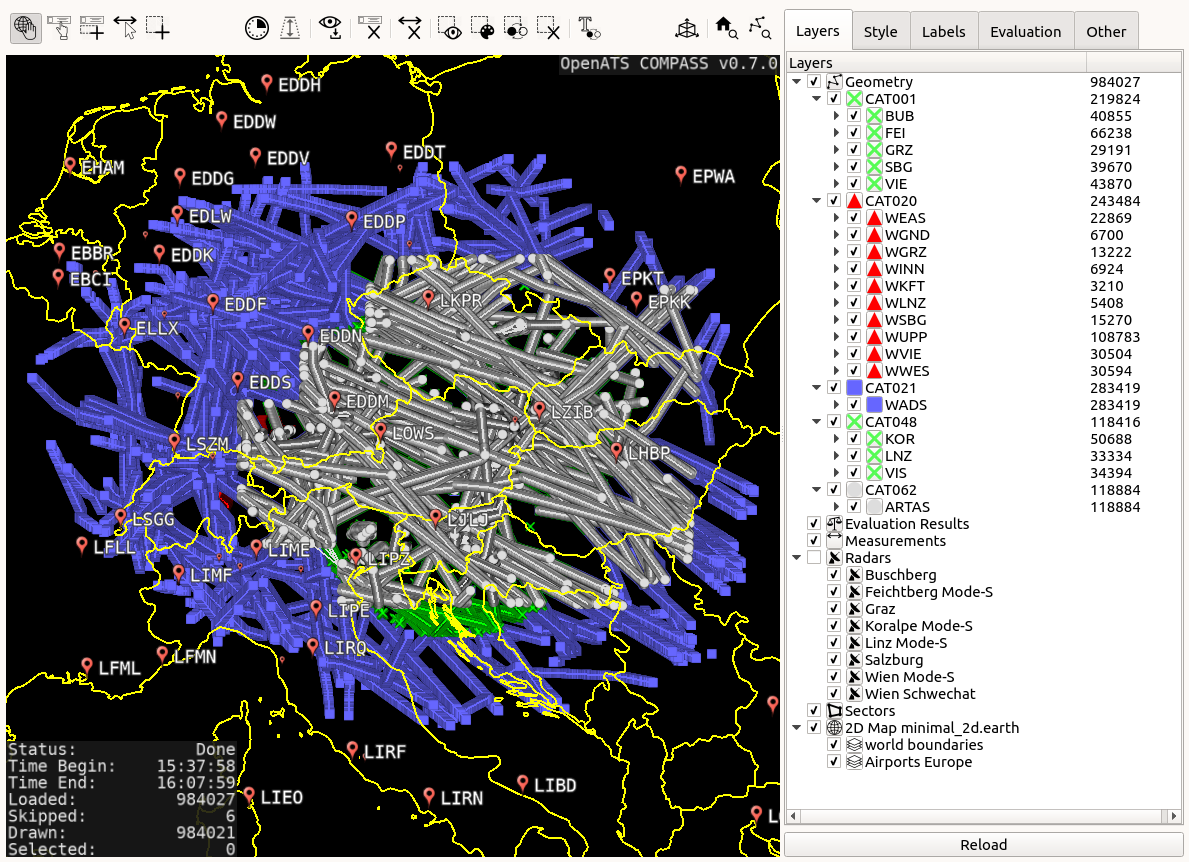 Layers
Style
Labels
Evaluation
Other
OpenATS COMPASS v0.7.0
EDDH
EDDW
EDDV
EDDT
EHAM
EDDG
EPWA
EDLW
EDDP
EBBR
EDDK
EBCI
EPKT
EDDF
LKPR
EPKK
ELLX
EDDN
EDDS
EDDM
LZIB
LOWS
LSZM
LHBP
LSGG
LJLJ
LFLL
LIME
LIPZ
LIMF
LIPE
LIRQ
LFMN
LFML
LIRF
LIBD
LIEO
LIRN
Status: Done
Time Begin: 15:37:58
Time End: 16:07:59
Loaded: 984027
Skipped: 6
Drawn: 984021
Selected: 0
Layers
Geometry 984027
CAT001 219824
BUB 40855
FEI 66238
GRZ 29191
SBG 39670
VIE 43870
CAT020 243484
WEAS 22869
WGND 6700
WGRZ 13222
WINN 6924
WKFT 3210
WLNZ 5408
WSBG 15270
WUPP 108783
WVIE 30504
WWES 30594
CAT021 283419
WADS 283419
CAT048 118416
KOR 50688
LNZ 33334
VIS 34394
CAT062 118884
ARTAS 118884
Evaluation Results
Measurements
Radars
Buschberg
Feichtberg Mode-S
Graz
Koralpe Mode-S
Linz Mode-S
Salzburg
Wien Mode-S
Wien Schwechat
Sectors
2D Map minimal_2d.earth
world boundaries
Airports Europe
Reload